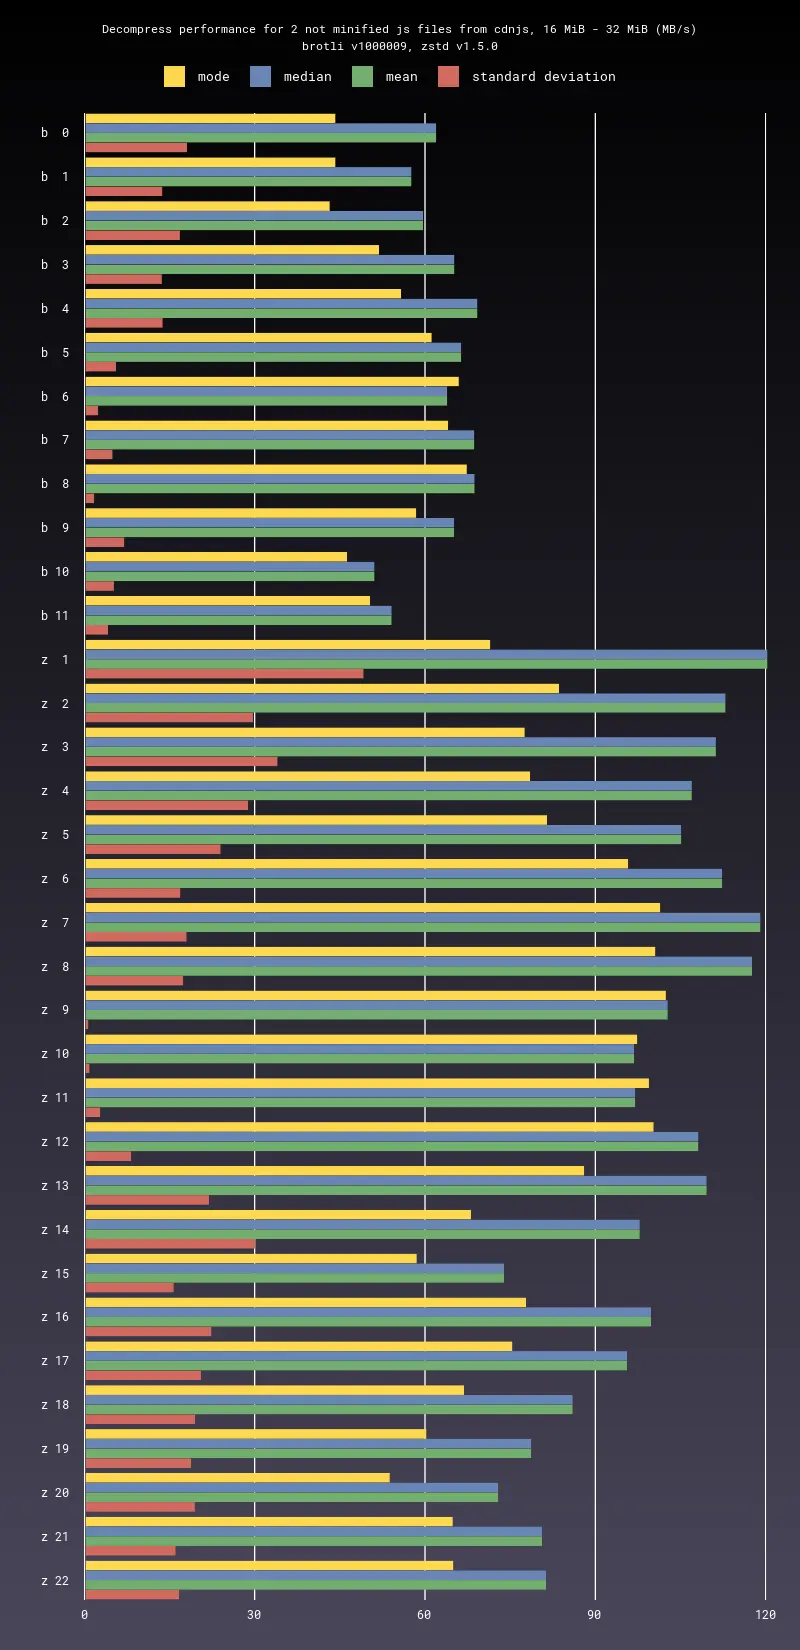 Decompress performance for 2 not minified js files from cdnjs, 16 MiB - 32 MiB (MB/s)
brotli v1000009, zstd v1.5.0
mode median mean standard deviation
b 0
b 1
b 2
b 3
b 4
b 5
b 6
b 7
b 8
b 9
b 10
b 11
z 1
z 2
z 3
z 4
z 5
z 6
z 7
z 8
z 9
z 10
z 11
z 12
z 13
z 14
z 15
z 16
z 17
z 18
z 19
z 20
z 21
z 22
0 30 60 90 120